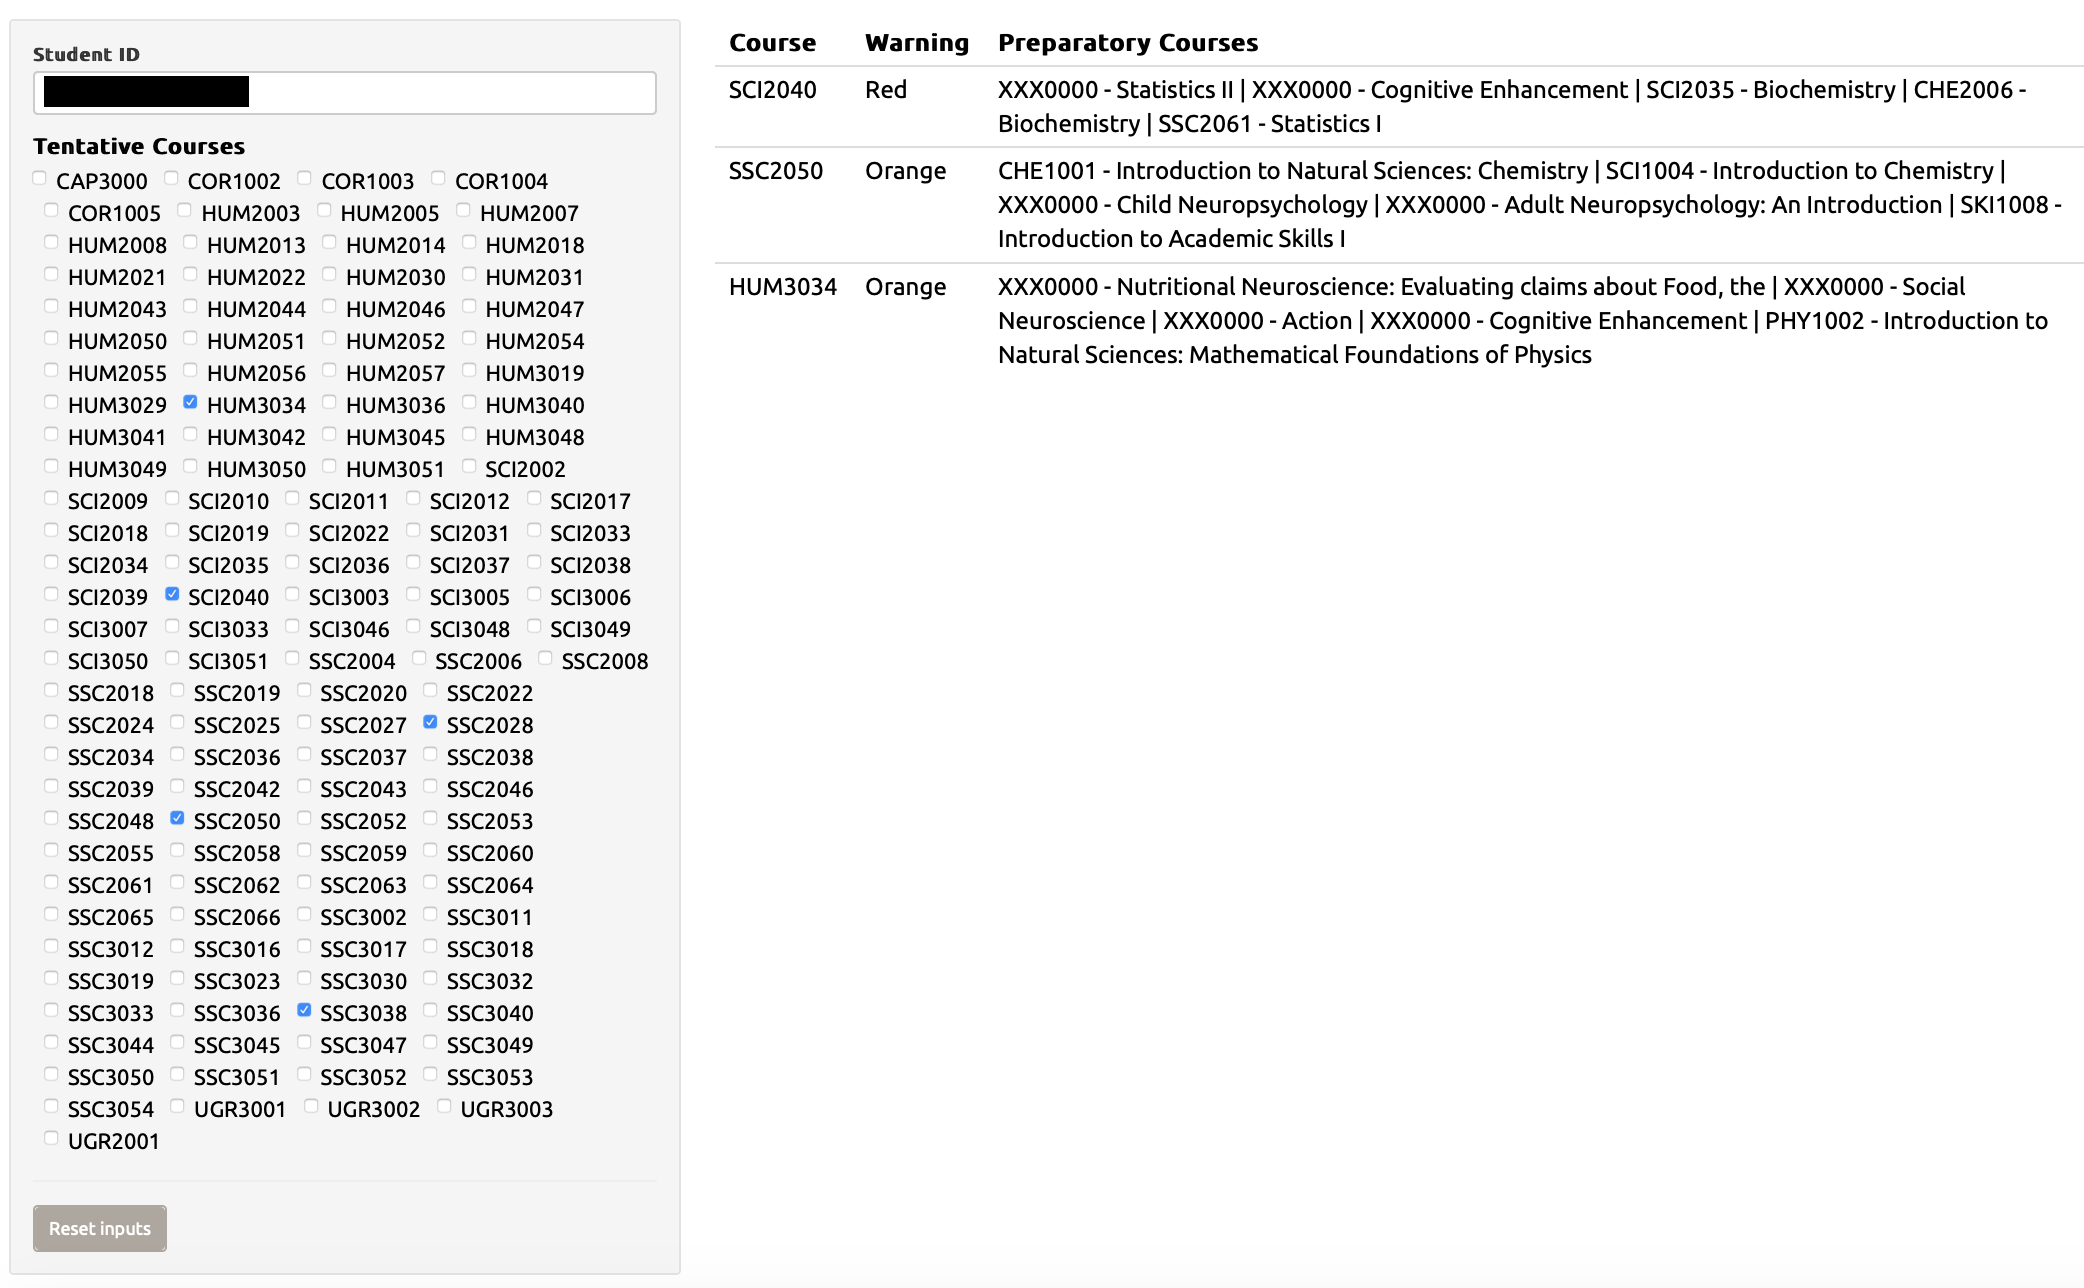 Student ID
Tentative Courses
CAP3000 COR1002 COR1003 COR1004
COR1005 HUM2003 HUM2005 HUM2007
HUM2008 HUM2013 HUM2014 HUM2018
HUM2021 HUM2022 HUM2030 HUM2031
HUM2043 HUM2044 HUM2046 HUM2047
HUM2050 HUM2051 HUM2052 HUM2054
HUM2055 HUM2056 HUM2057 HUM3019
HUM3029 HUM3034 HUM3036 HUM3040
HUM3041 HUM3042 HUM3045 HUM3048
HUM3049 HUM3050 HUM3051 SCI2002
SCI2009 SCI2010 SCI2011 SCI2012 SCI2017
SCI2018 SCI2019 SCI2022 SCI2031 SCI2033
SCI2034 SCI2035 SCI2036 SCI2037 SCI2038
SCI2039 SCI2040 SCI3003 SCI3005 SCI3006
SCI3007 SCI3033 SCI3046 SCI3048 SCI3049
SCI3050 SCI3051 SSC2004 SSC2006 SSC2008
SSC2018 SSC2019 SSC2020 SSC2022
SSC2024 SSC2025 SSC2027 SSC2028
SSC2034 SSC2036 SSC2037 SSC2038
SSC2039 SSC2042 SSC2043 SSC2046
SSC2048 SSC2050 SSC2052 SSC2053
SSC2055 SSC2058 SSC2059 SSC2060
SSC2061 SSC2062 SSC2063 SSC2064
SSC2065 SSC2066 SSC3002 SSC3011
SSC3012 SSC3016 SSC3017 SSC3018
SSC3019 SSC3023 SSC3030 SSC3032
SSC3033 SSC3036 SSC3038 SSC3040
SSC3044 SSC3045 SSC3047 SSC3049
SSC3050 SSC3051 SSC3052 SSC3053
SSC3054 UGR3001 UGR3002 UGR3003
UGR2001
Reset inputs
Course Warning Preparatory Courses
SCI2040 Red XXX0000 - Statistics II | XXX0000 - Cognitive Enhancement | SCI2035 - Biochemistry | CHE2006 -
Biochemistry | SSC2061 - Statistics I
SSC2050 Orange CHE1001 - Introduction to Natural Sciences: Chemistry | SCI1004 - Introduction to Chemistry |
XXX0000 - Child Neuropsychology | XXX0000 - Adult Neuropsychology: An Introduction | SKI1008 -
Introduction to Academic Skills I
HUM3034 Orange XXX0000 - Nutritional Neuroscience: Evaluating claims about Food, the | XXX0000 - Social
Neuroscience | XXX0000 - Action | XXX0000 - Cognitive Enhancement | PHY1002 - Introduction to
Natural Sciences: Mathematical Foundations of Physics